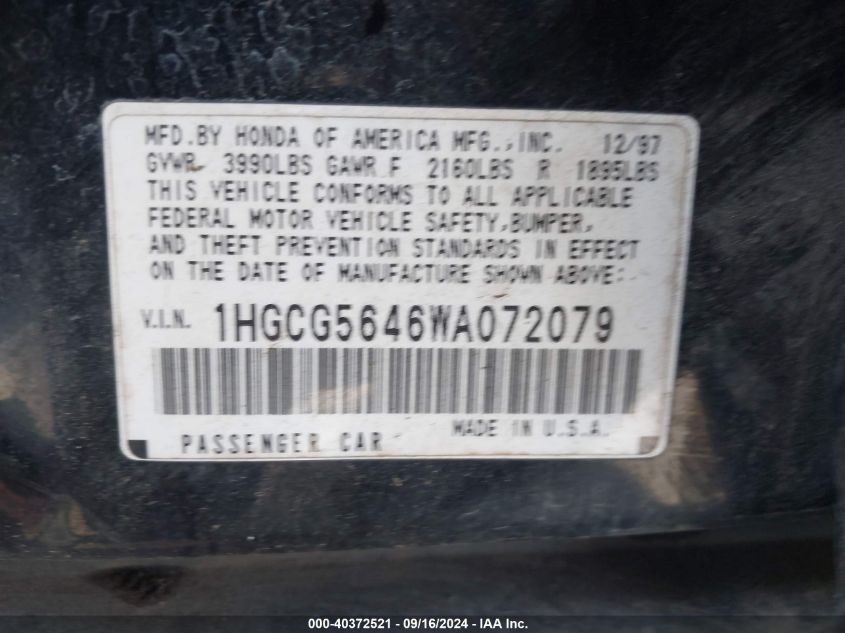 MFD.BY HONDA OF AMERICA MFG.,INC. 12/97
GVWR 3990LBS GAWR F 2160LBS R 1895LBS
THIS VEHICLE CONFORMS TO ALL APPLICABLE
FEDERAL MOTOR VEHICLE SAFETY,BUMPER,
AND THEFT PREVENTION STANDARDS IN EFFECT
ON THE DATE OF MANUFACTURE SHOWN ABOVE:
V.I.N. 1HGCG5646WA072079
PASSENGER CAR MADE IN U.S.A.
000-40372521 - 09/16/2024 - IAA Inc.